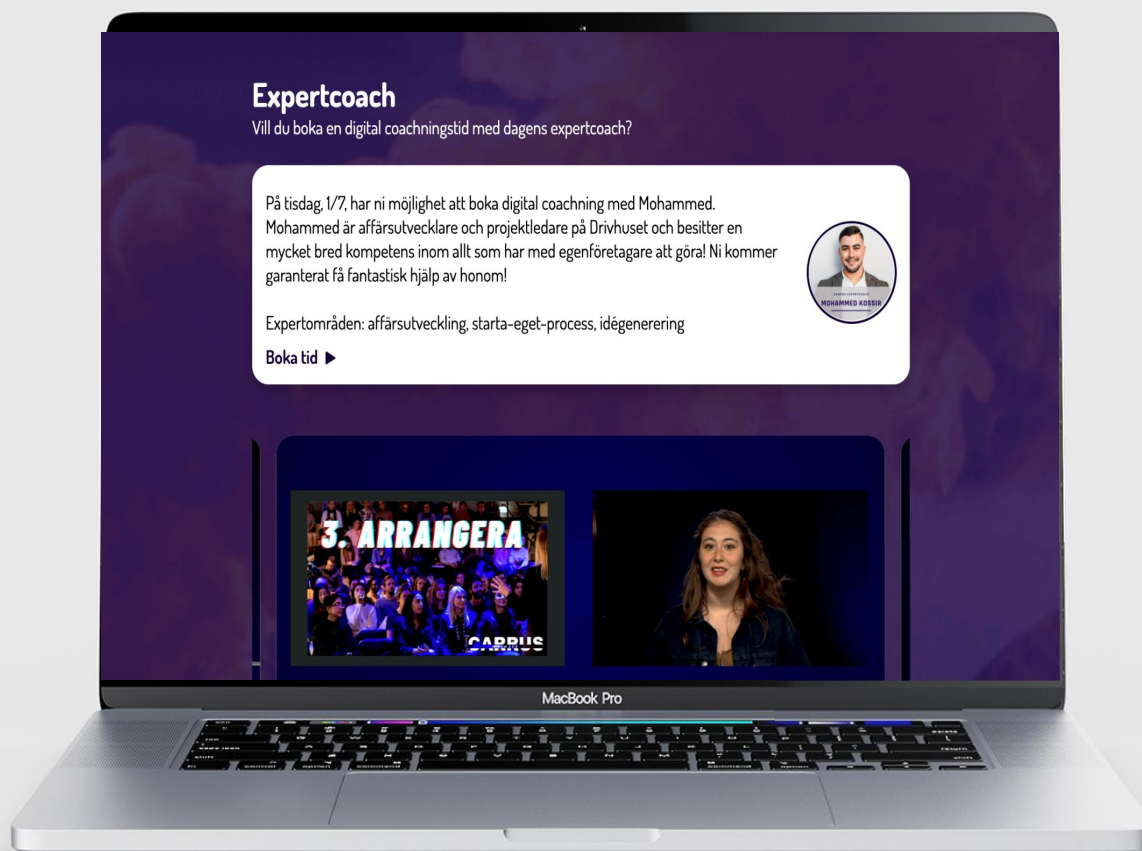 Expertcoach
Vill du boka en digital coachningstid med dagens expertcoach?
På tisdag, 1/7, har ni möjlighet att boka digital coachning med Mohammed.
Mohammed är affärsutvecklare och projektledare på Drivhuset och besitter en
mycket bred kompetens inom allt som har med egenföretagare att göra! Ni kommer
garanterat få fantastisk hjälp av honom!
MOHAMMED KOSSIR
Expertområden: affärsutveckling, starta-eget-process, idégenerering
Boka tid
3. ARRANGERA
CARRUS
MacBook Pro